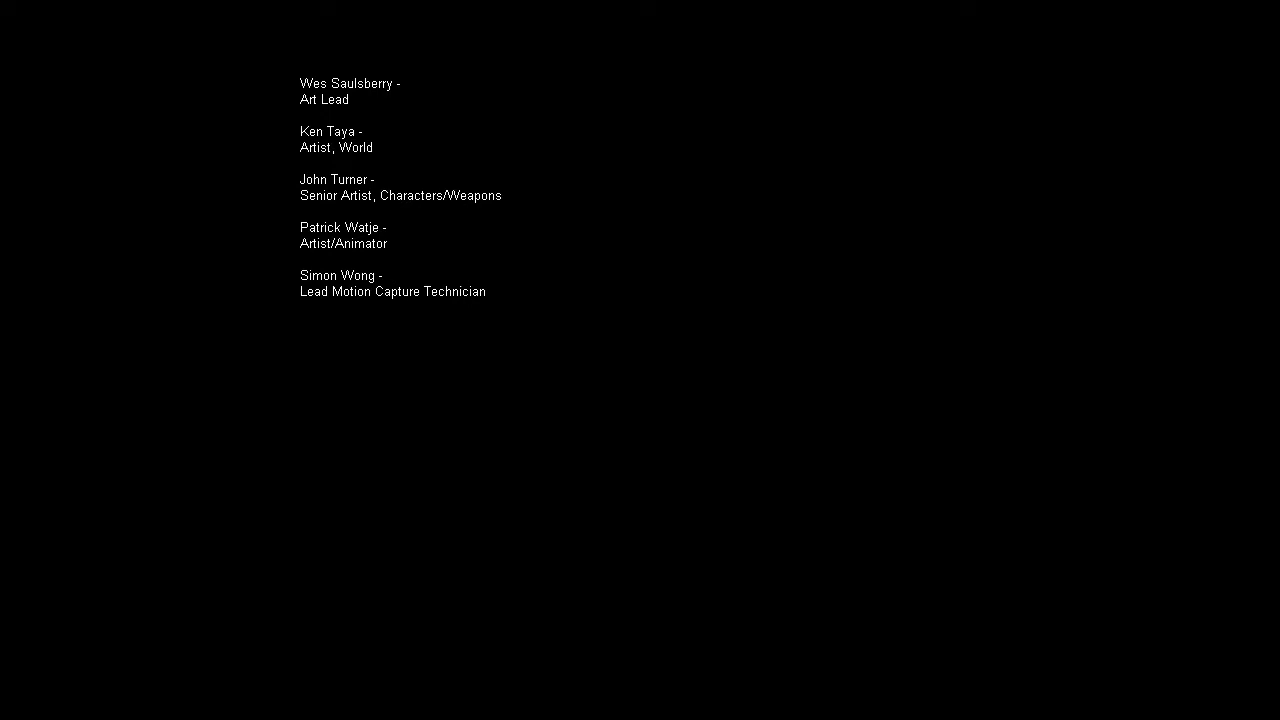 Wes Saulsberry -
Art Lead
Ken Taya -
Artist, World
John Turner -
Senior Artist, Characters/Weapons
Patrick Watje -
Artist/Animator
Simon Wong -
Lead Motion Capture Technician